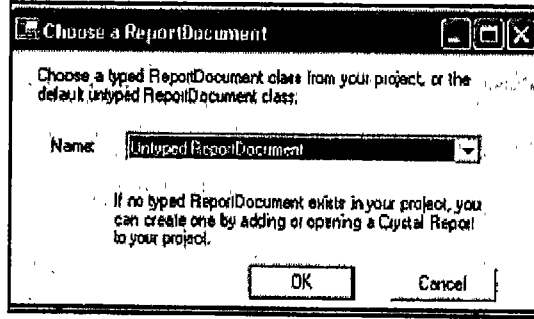 Choose a ReportDocument
Choose a typed ReportDocument class from your project, or the
default untyped ReportDocument class:
Name:
Untyped ReportDocument
If no typed ReportDocument exists in your project, you
can create one by adding or opening a Crystal Report
to your project.
OK
Cancel